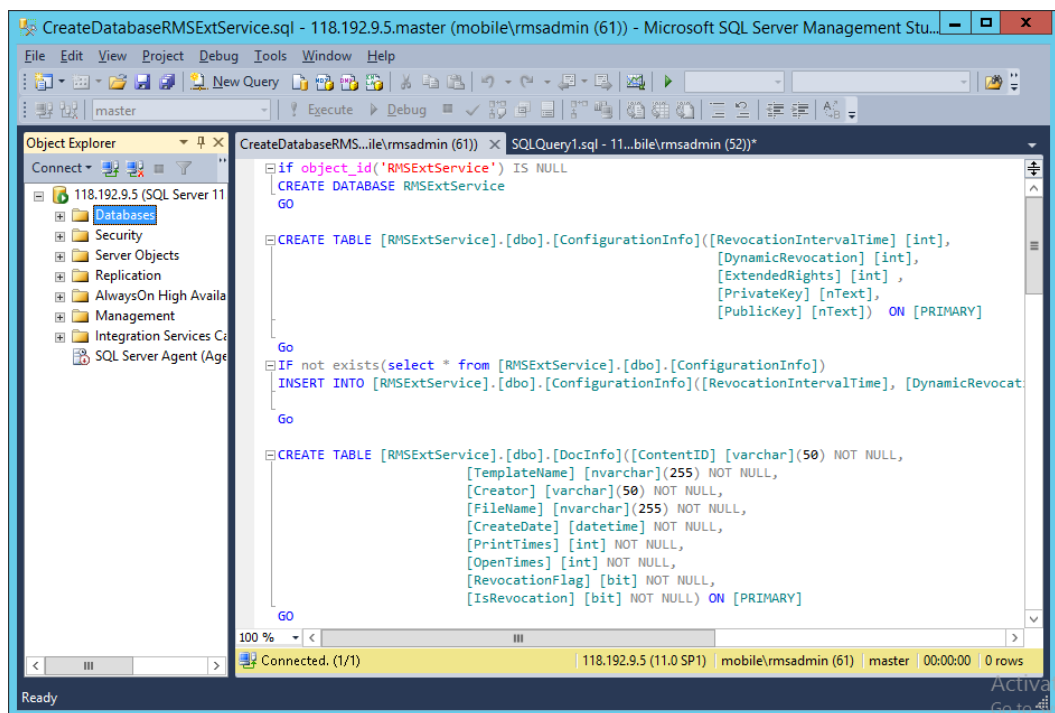 CreateDatabaseRMSExtService.sql - 118.192.9.5.master (mobile\rmsadmin (61)) - Microsoft SQL Server Management Stu...
File Edit View Project Debug Tools Window Help
New Query
master Execute Debug
Object Explorer
Connect
118.192.9.5 (SQL Server 11
Databases
Security
Server Objects
Replication
AlwaysOn High Availa
Management
Integration Services Ca
SQL Server Agent (Age
CreateDatabaseRMS...ile\rmsadmin (61)) SQLQuery1.sql - 11...bile\rmsadmin (52))*
if object_id('RMSExtService') IS NULL
CREATE DATABASE RMSExtService
GO
CREATE TABLE [RMSExtService].[dbo].[ConfigurationInfo]([RevocationIntervalTime] [int],
[DynamicRevocation] [int],
[ExtendedRights] [int] ,
[PrivateKey] [nText],
[PublicKey] [nText]) ON [PRIMARY]
Go
IF not exists(select * from [RMSExtService].[dbo].[ConfigurationInfo])
INSERT INTO [RMSExtService].[dbo].[ConfigurationInfo]([RevocationIntervalTime], [DynamicRevocat
Go
CREATE TABLE [RMSExtService].[dbo].[DocInfo]([ContentID] [varchar](50) NOT NULL,
[TemplateName] [nvarchar](255) NOT NULL,
[Creator] [varchar](50) NOT NULL,
[FileName] [nvarchar](255) NOT NULL,
[CreateDate] [datetime] NOT NULL,
[PrintTimes] [int] NOT NULL,
[OpenTimes] [int] NOT NULL,
[RevocationFlag] [bit] NOT NULL,
[IsRevocation] [bit] NOT NULL) ON [PRIMARY]
GO
100 %
Connected. (1/1) 118.192.9.5 (11.0 SP1) mobile\rmsadmin (61) master 00:00:00 0 rows
Activa
Ready
Go to